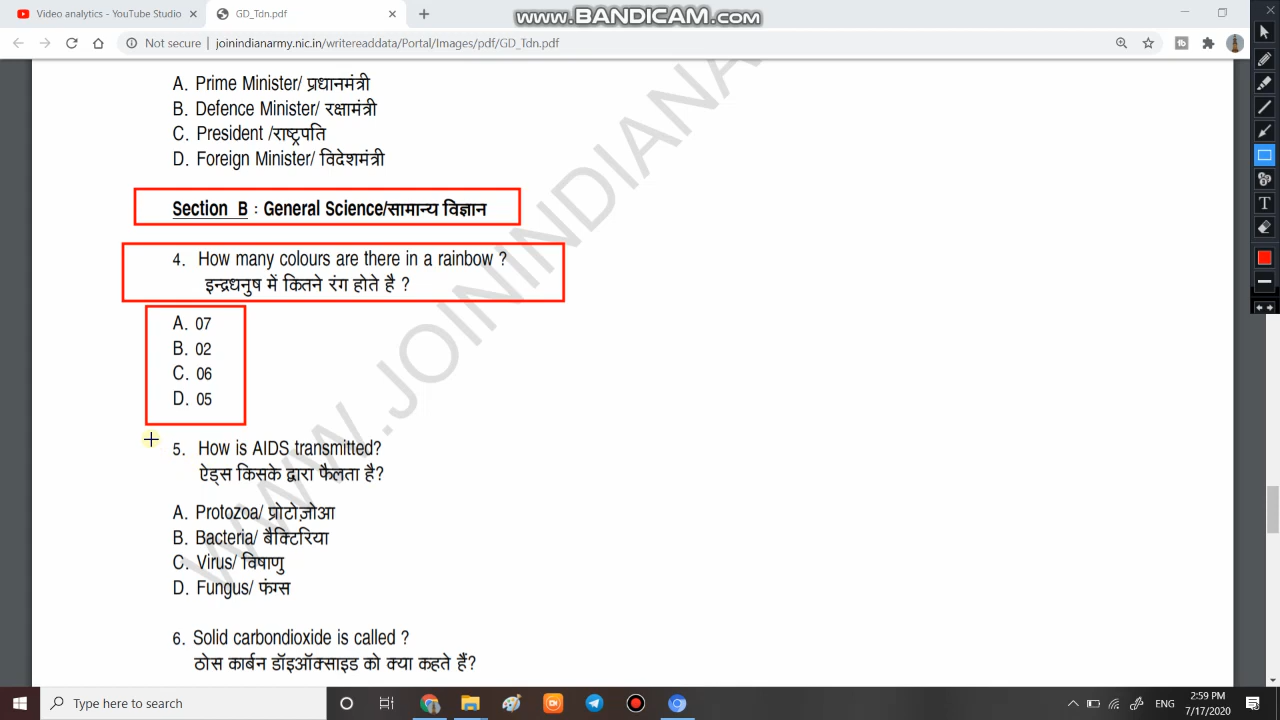 Video analytics - YouTube Studio
GD_Tdn.pdf
WWW.BANDICAM.COM
Not secure | joinindianarmy.nic.in/writereaddata/Portal/Images/pdf/GD_Tdn.pdf
A. Prime Minister/ प्रधानमंत्री
B. Defence Minister/ रक्षामंत्री
C. President /राष्ट्रपति
D. Foreign Minister/ विदेशमंत्री
Section B : General Science/सामान्य विज्ञान
4. How many colours are there in a rainbow ?
इन्द्रधनुष में कितने रंग होते है ?
A. 07
B. 02
C. 06
D. 05
5. How is AIDS transmitted?
ऐड्स किसके द्वारा फैलता है?
A. Protozoa/ प्रोटोज़ोआ
B. Bacteria/ बैक्टिरिया
C. Virus/ विषाणु
D. Fungus/ फंग्स
6. Solid carbondioxide is called ?
ठोस कार्बन डॉइऑक्साइड को क्या कहते हैं?
WWW.JOININDIANA
Type here to search
ENG
2:59 PM
7/17/2020